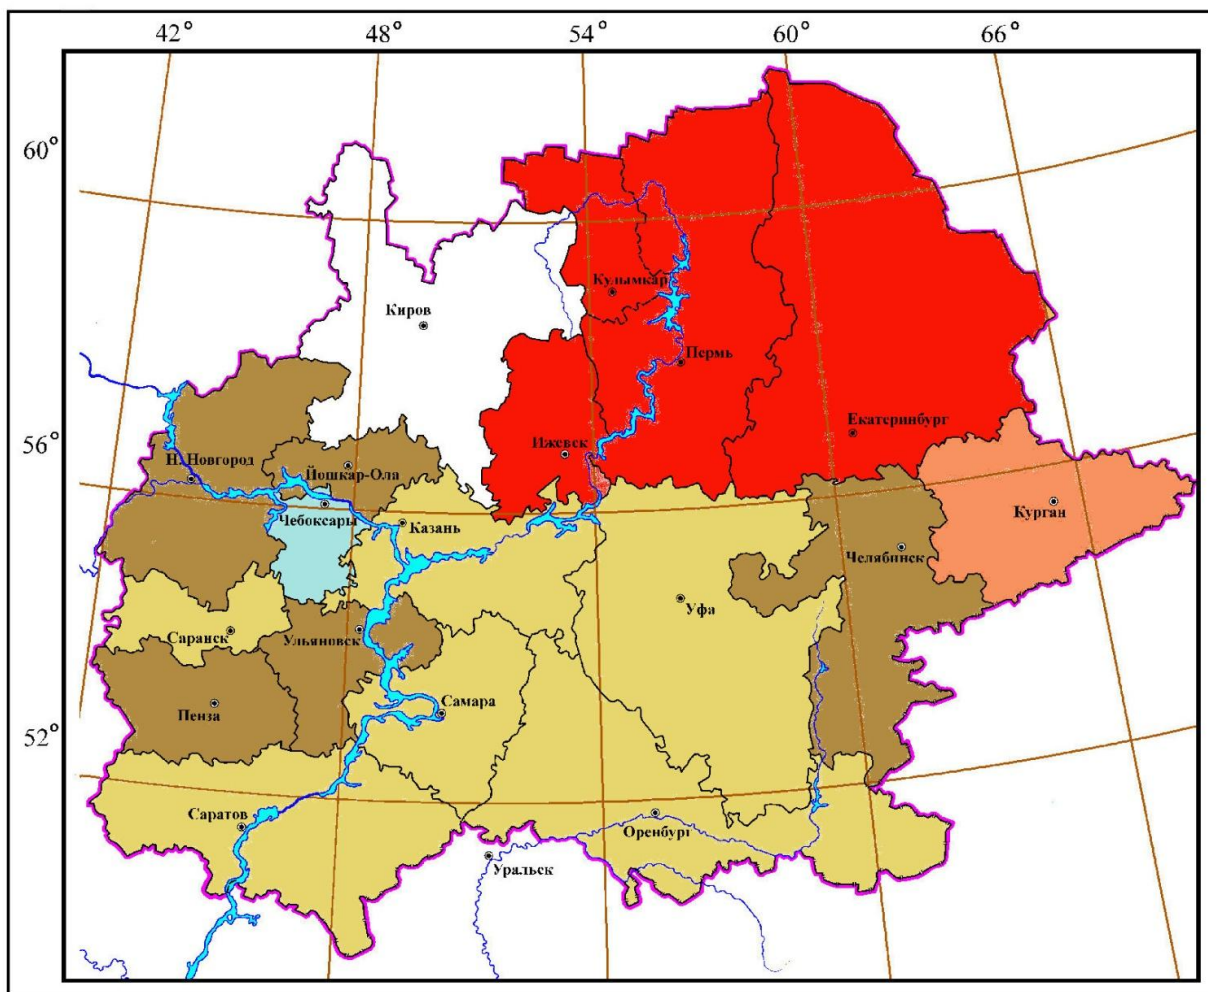 42° 48° 54° 60° 66°
60°
Кудымкар
Киров
Пермь
Екатеринбург
56°
Ижевск
Н.Новгород
Йошкар-Ола
Курган
Чебоксары
Казань
Челябинск
Уфа
Саранск
Ульяновск
Самара
Пенза
52°
Саратов
Оренбург
Уральск